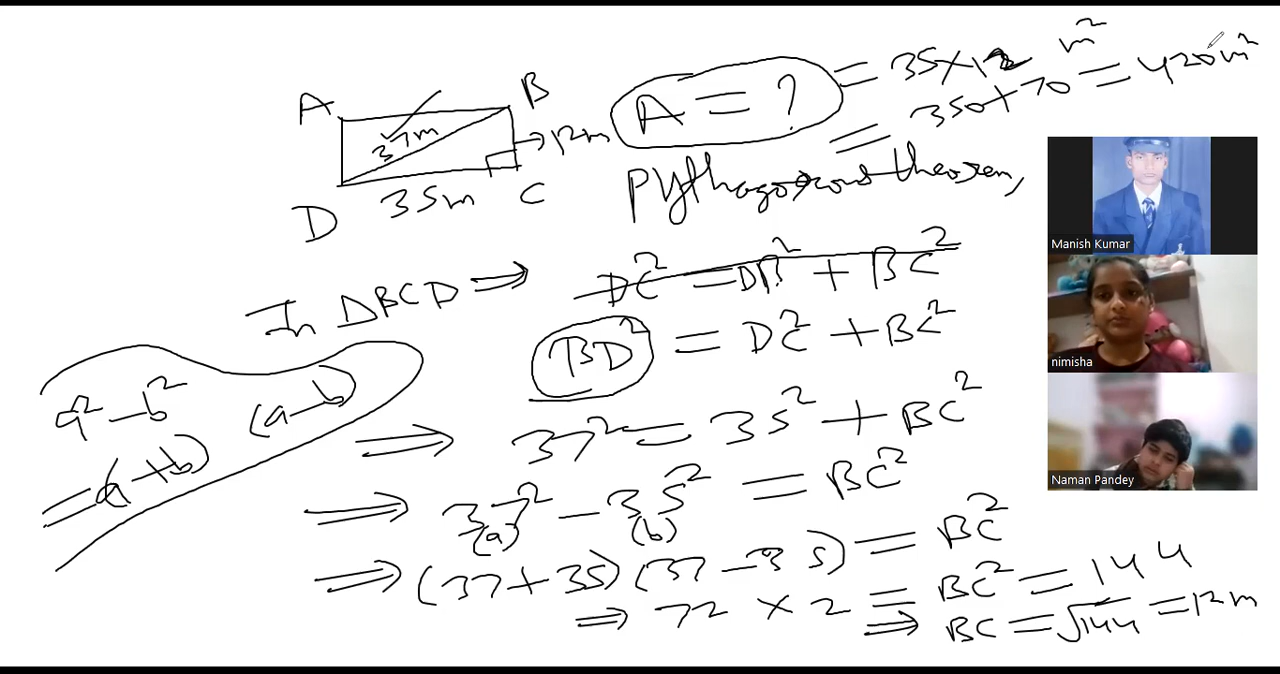 A B
37m → 12m
35m C
D
A = ? = 35×12 m²
= 350+70 = 420m²
Pythagorous theorem,
In ΔBCD ⇒ DC² = DB² + BC²
BD² = DC² + BC²
a² – b²
= (a+b) (a–b)
⇒ 37² = 35² + BC²
⇒ 37² – 35² = BC²
(a) (b)
⇒ (37+35) (37–35) = BC²
⇒ 72 × 2 = BC² = 144
⇒ BC = √144 = 12m
Manish Kumar
nimisha
Naman Pandey